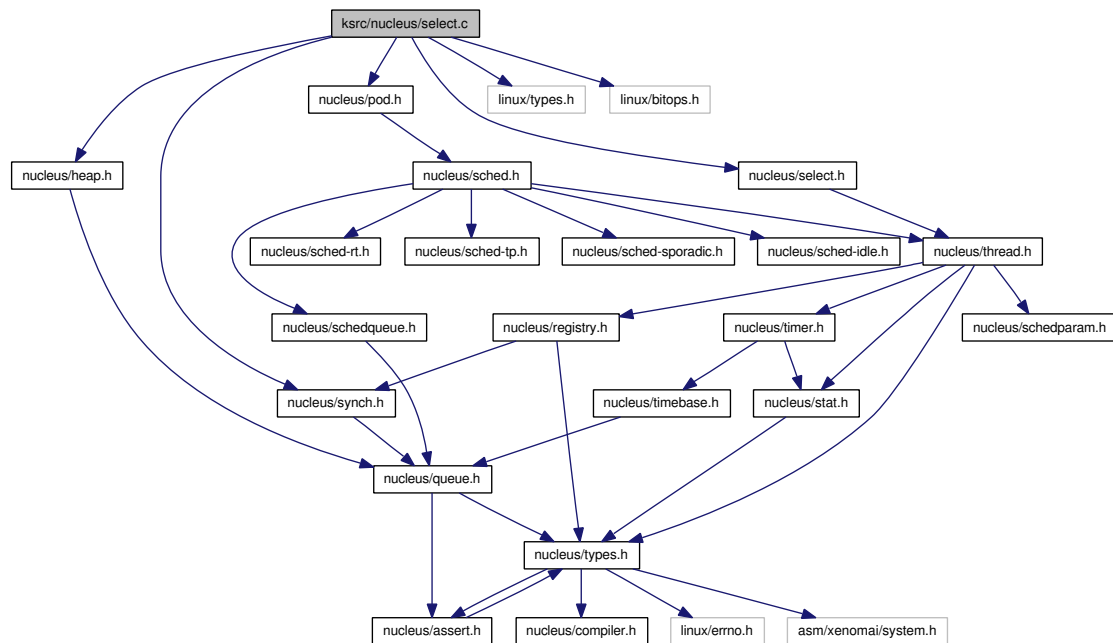 ksrc/nucleus/select.c
nucleus/pod.h
linux/types.h
linux/bitops.h
nucleus/heap.h
nucleus/sched.h
nucleus/select.h
nucleus/sched-rt.h
nucleus/sched-tp.h
nucleus/sched-sporadic.h
nucleus/sched-idle.h
nucleus/thread.h
nucleus/schedqueue.h
nucleus/registry.h
nucleus/timer.h
nucleus/schedparam.h
nucleus/synch.h
nucleus/timebase.h
nucleus/stat.h
nucleus/queue.h
nucleus/types.h
nucleus/assert.h
nucleus/compiler.h
linux/errno.h
asm/xenomai/system.h